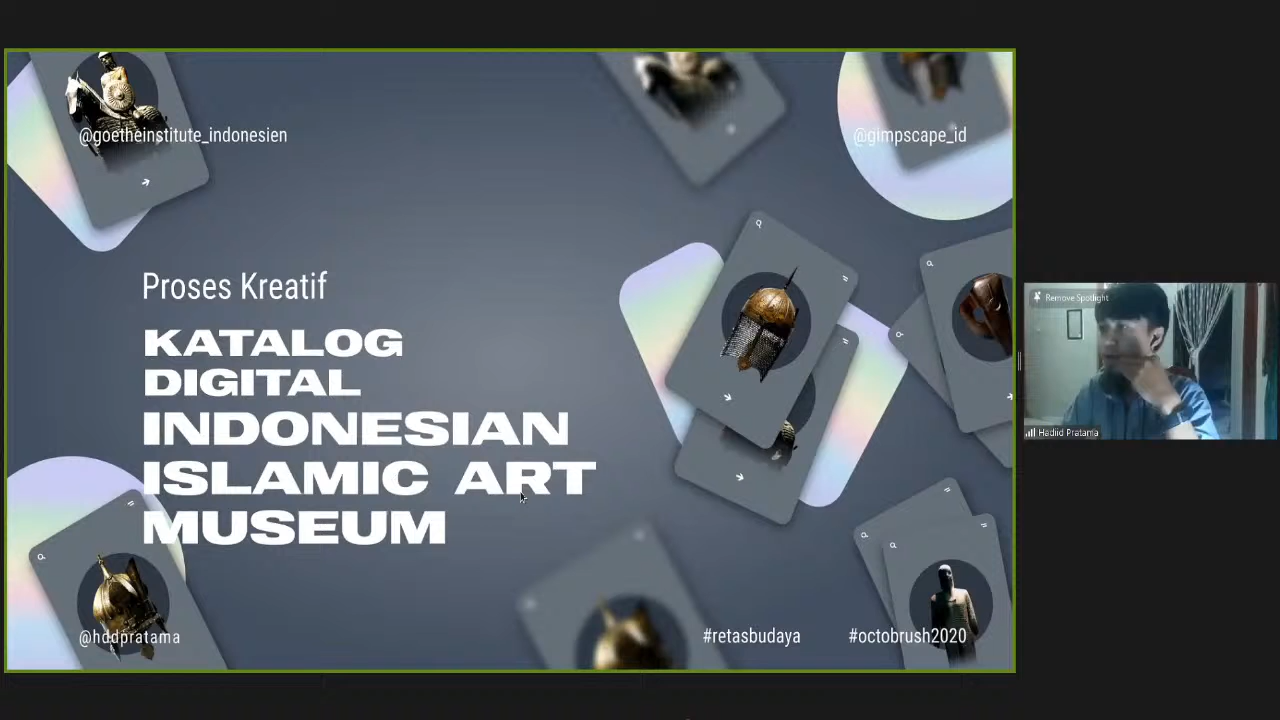 @goetheinstitute_indonesien
@gimpscape_id
Proses Kreatif
KATALOG
DIGITAL
INDONESIAN
ISLAMIC ART
MUSEUM
@hddpratama
#retasbudaya
#octobrush2020
Remove Spotlight
Hadiid Pratama